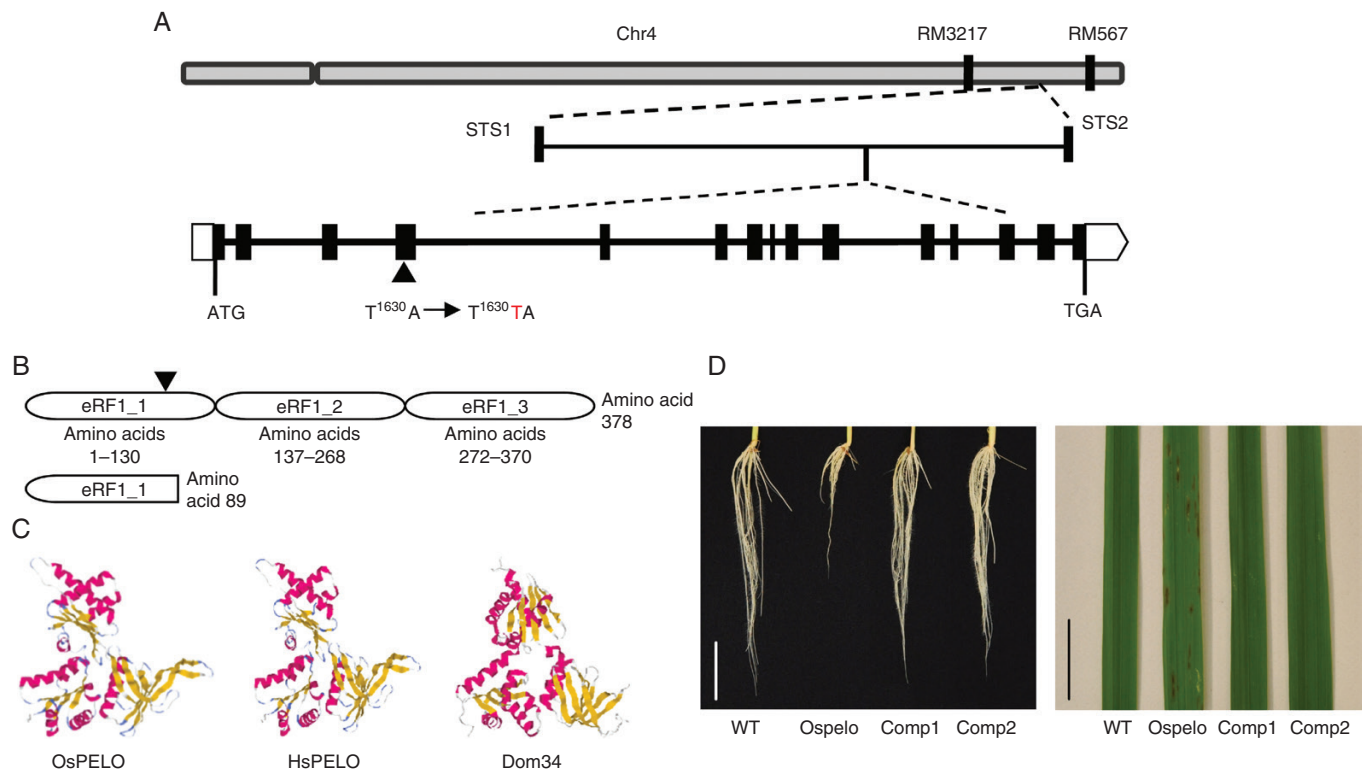 A
Chr4
RM3217
RM567
STS1
STS2
ATG
T¹⁶³⁰A
T¹⁶³⁰TA
TGA
B
eRF1_1
eRF1_2
eRF1_3
Amino acid
378
Amino acids
1–130
Amino acids
137–268
Amino acids
272–370
eRF1_1
Amino
acid 89
C
OsPELO
HsPELO
Dom34
D
WT
Ospelo
Comp1
Comp2
WT
Ospelo
Comp1
Comp2